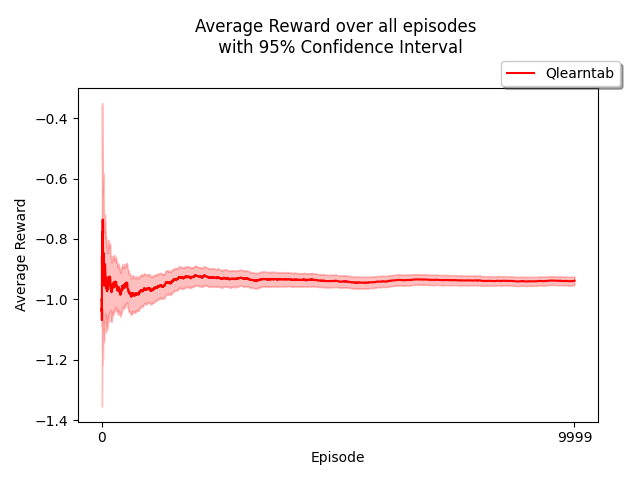 Average Reward over all episodes
with 95% Confidence Interval
Qlearntab
−0.4
−0.6
−0.8
−1.0
−1.2
−1.4
Average Reward
0
9999
Episode